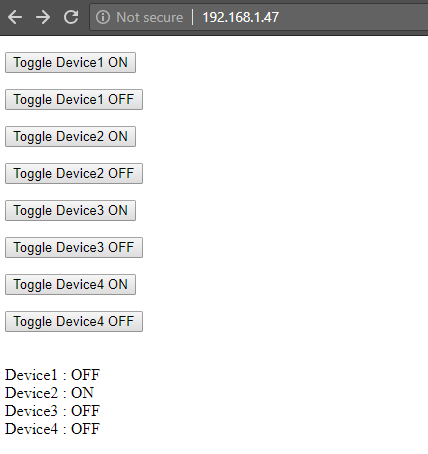 Not secure | 192.168.1.47
Toggle Device1 ON
Toggle Device1 OFF
Toggle Device2 ON
Toggle Device2 OFF
Toggle Device3 ON
Toggle Device3 OFF
Toggle Device4 ON
Toggle Device4 OFF
Device1 : OFF
Device2 : ON
Device3 : OFF
Device4 : OFF